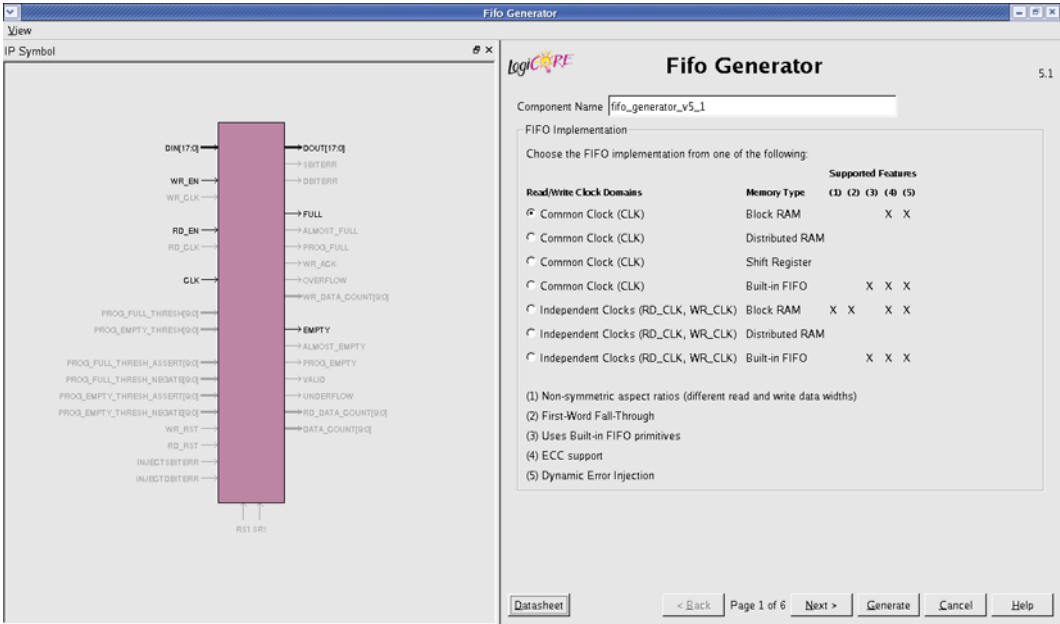 Fifo Generator
View
IP Symbol
DIN[17:0]
WR_EN
WR_CLK
RD_EN
RD_CLK
CLK
PROG_FULL_THRESH[9:0]
PROG_EMPTY_THRESH[9:0]
PROG_FULL_THRESH_ASSERT[9:0]
PROG_FULL_THRESH_NEGATE[9:0]
PROG_EMPTY_THRESH_ASSERT[9:0]
PROG_EMPTY_THRESH_NEGATE[9:0]
WR_RST
RD_RST
INJECTSBITERR
INJECTDBITERR
DOUT[17:0]
SBITERR
DBITERR
FULL
ALMOST_FULL
PROG_FULL
WR_ACK
OVERFLOW
WR_DATA_COUNT[9:0]
EMPTY
ALMOST_EMPTY
PROG_EMPTY
VALID
UNDERFLOW
RD_DATA_COUNT[9:0]
DATA_COUNT[9:0]
RST
LogiCORE
Fifo Generator
5.1
Component Name fifo_generator_v5_1
FIFO Implementation
Choose the FIFO implementation from one of the following:
Supported Features
Read/Write Clock Domains Memory Type (1) (2) (3) (4) (5)
Common Clock (CLK) Block RAM X X
Common Clock (CLK) Distributed RAM
Common Clock (CLK) Shift Register
Common Clock (CLK) Built-in FIFO X X X
Independent Clocks (RD_CLK, WR_CLK) Block RAM X X X X
Independent Clocks (RD_CLK, WR_CLK) Distributed RAM
Independent Clocks (RD_CLK, WR_CLK) Built-in FIFO X X X
(1) Non-symmetric aspect ratios (different read and write data widths)
(2) First-Word Fall-Through
(3) Uses Built-in FIFO primitives
(4) ECC support
(5) Dynamic Error Injection
Datasheet < Back Page 1 of 6 Next > Generate Cancel Help